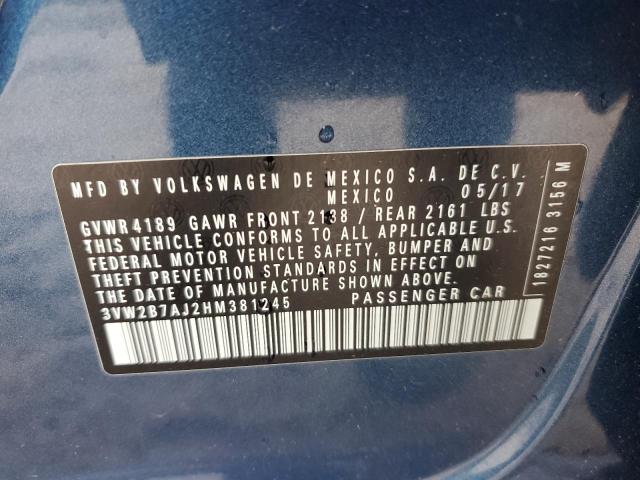 MFD BY VOLKSWAGEN DE MEXICO S.A. DE C.V.
MEXICO 05/17
GVWR4189 GAWR FRONT 2138 / REAR 2161 LBS
THIS VEHICLE CONFORMS TO ALL APPLICABLE U.S.
FEDERAL MOTOR VEHICLE SAFETY, BUMPER AND
THEFT PREVENTION STANDARDS IN EFFECT ON
THE DATE OF MANUFACTURE SHOWN ABOVE.
3VW2B7AJ2HM381245 PASSENGER CAR
1827216 3156 M